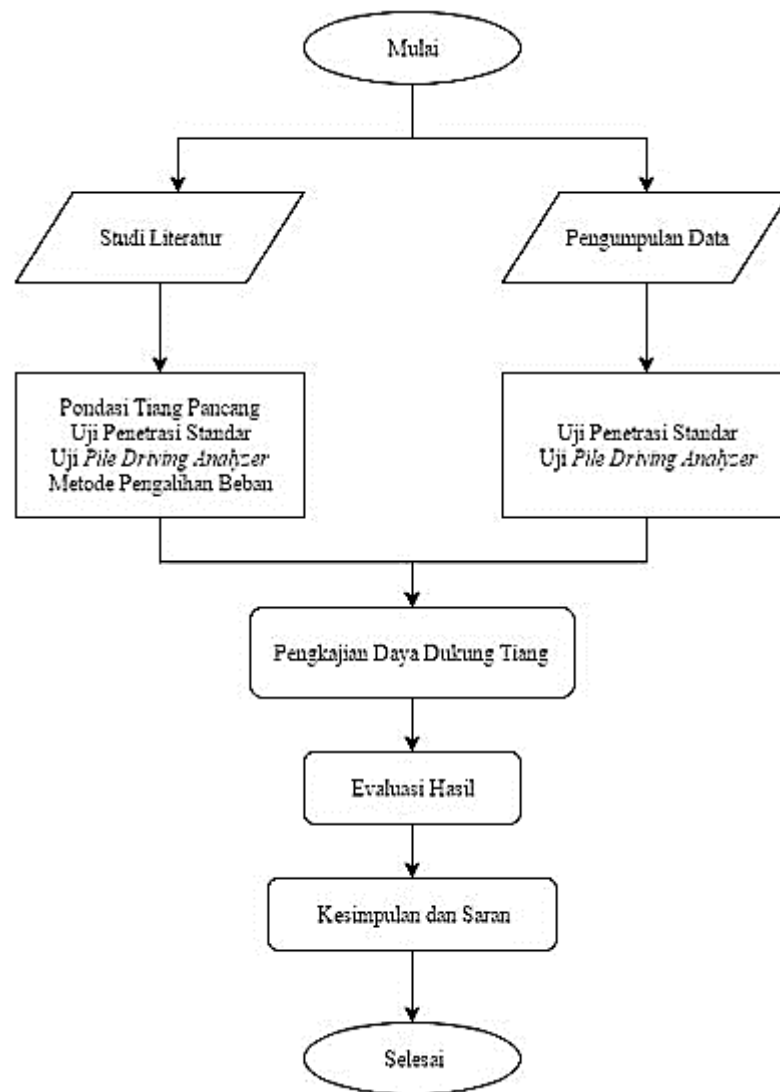 Mulai
Studi Literatur
Pengumpulan Data
Pondasi Tiang Pancang
Uji Penetrasi Standar
Uji Pile Driving Analyzer
Metode Pengalihan Beban
Uji Penetrasi Standar
Uji Pile Driving Analyzer
Pengkajian Daya Dukung Tiang
Evaluasi Hasil
Kesimpulan dan Saran
Selesai